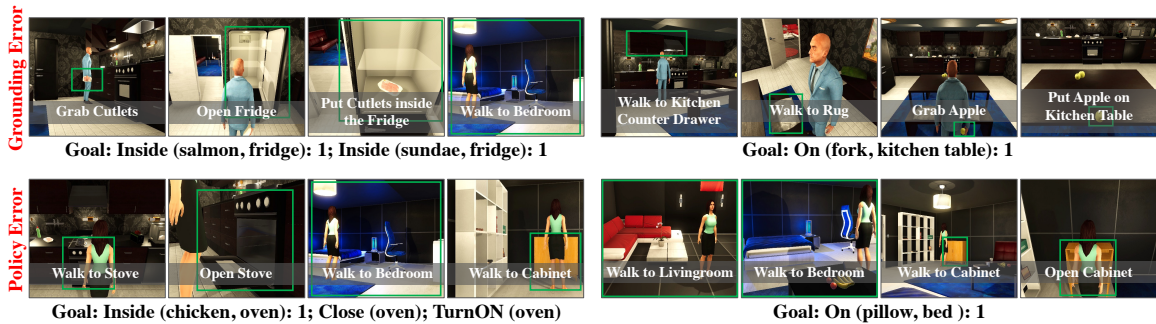 Grounding Error
Grab Cutlets
Open Fridge
Put Cutlets inside
the Fridge
Walk to Bedroom
Goal: Inside (salmon, fridge): 1; Inside (sundae, fridge): 1
Walk to Kitchen
Counter Drawer
Walk to Rug
Grab Apple
Put Apple on
Kitchen Table
Goal: On (fork, kitchen table): 1
Policy Error
Walk to Stove
Open Stove
Walk to Bedroom
Walk to Cabinet
Goal: Inside (chicken, oven): 1; Close (oven); TurnON (oven)
Walk to Livingroom
Walk to Bedroom
Walk to Cabinet
Open Cabinet
Goal: On (pillow, bed ): 1